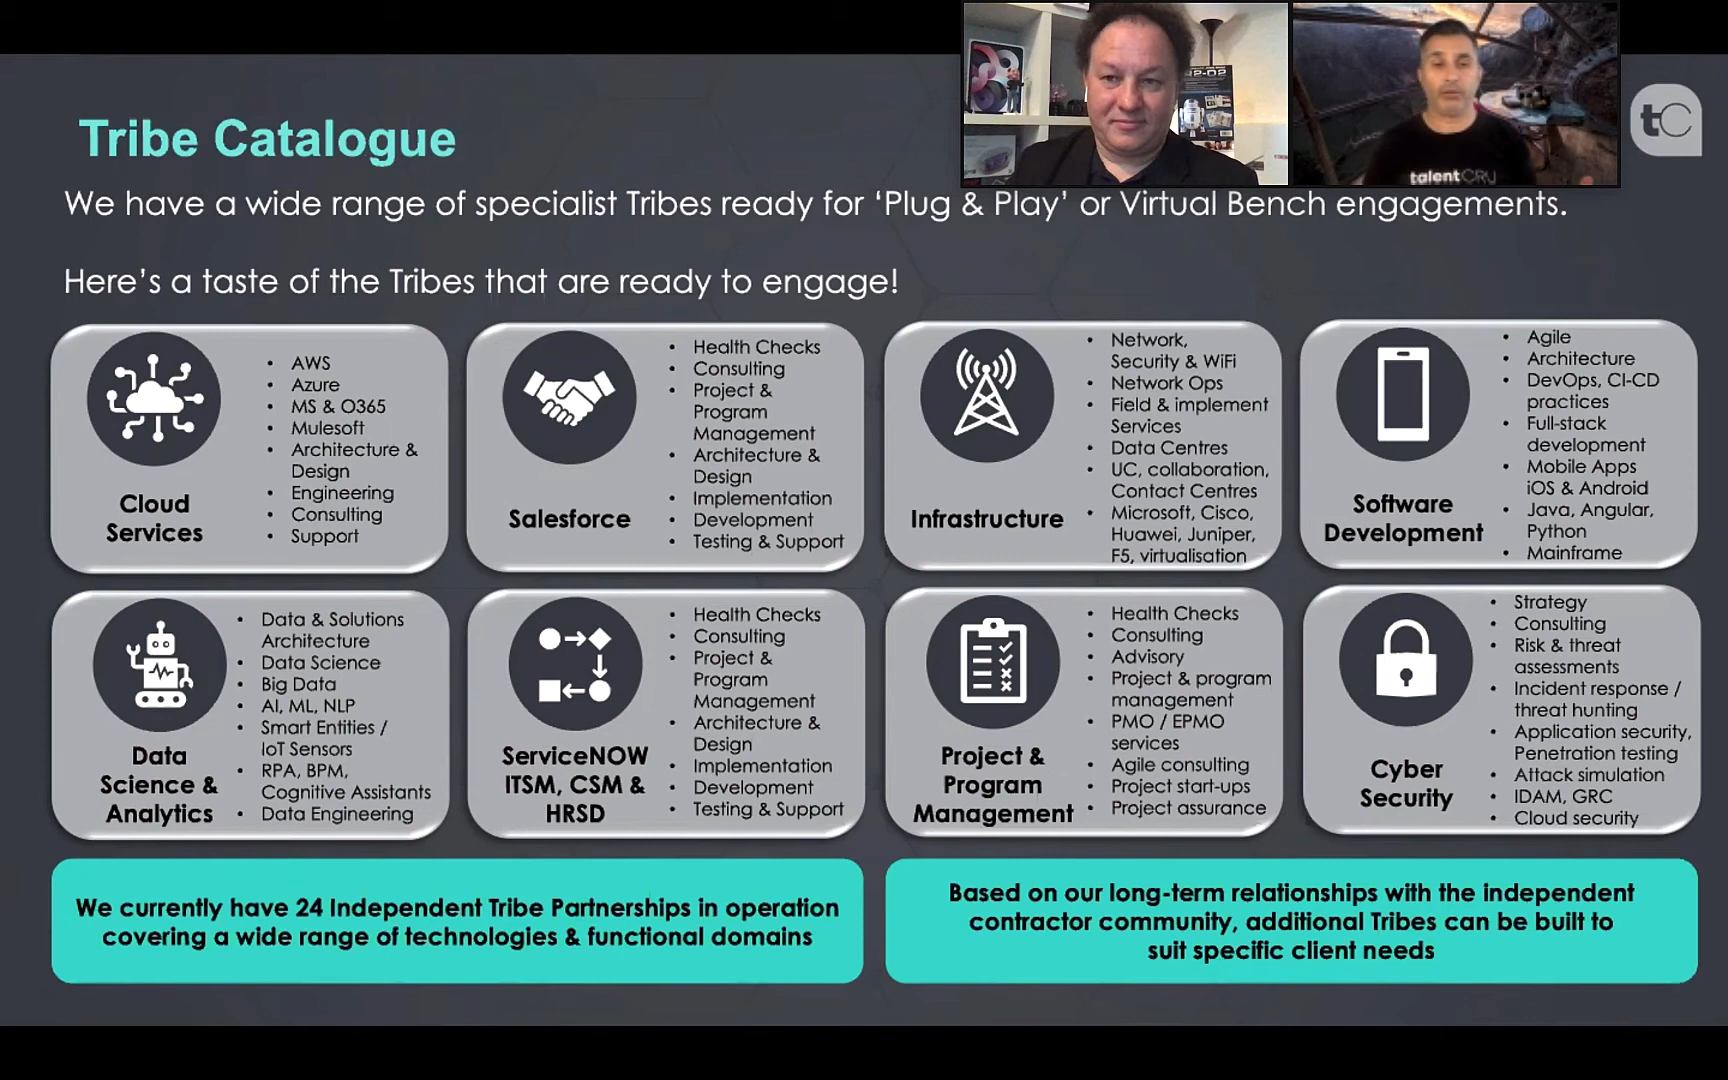 R2-D2
talentCRU
tC
Tribe Catalogue
We have a wide range of specialist Tribes ready for ‘Plug & Play’ or Virtual Bench engagements.
Here’s a taste of the Tribes that are ready to engage!
Cloud
Services
• AWS
• Azure
• MS & O365
• Mulesoft
• Architecture &
Design
• Engineering
• Consulting
• Support
Salesforce
• Health Checks
• Consulting
• Project &
Program
Management
• Architecture &
Design
• Implementation
• Development
• Testing & Support
Infrastructure
• Network,
Security & WiFi
• Network Ops
• Field & implement
Services
• Data Centres
• UC, collaboration,
Contact Centres
• Microsoft, Cisco,
Huawei, Juniper,
F5, virtualisation
Software
Development
• Agile
• Architecture
• DevOps, CI-CD
practices
• Full-stack
development
• Mobile Apps
iOS & Android
• Java, Angular,
Python
• Mainframe
Data
Science &
Analytics
• Data & Solutions
Architecture
• Data Science
• Big Data
• AI, ML, NLP
• Smart Entities /
IoT Sensors
• RPA, BPM,
Cognitive Assistants
• Data Engineering
ServiceNOW
ITSM, CSM &
HRSD
• Health Checks
• Consulting
• Project &
Program
Management
• Architecture &
Design
• Implementation
• Development
• Testing & Support
Project &
Program
Management
• Health Checks
• Consulting
• Advisory
• Project & program
management
• PMO / EPMO
services
• Agile consulting
• Project start-ups
• Project assurance
Cyber
Security
• Strategy
• Consulting
• Risk & threat
assessments
• Incident response /
threat hunting
• Application security,
Penetration testing
• Attack simulation
• IDAM, GRC
• Cloud security
We currently have 24 Independent Tribe Partnerships in operation
covering a wide range of technologies & functional domains
Based on our long-term relationships with the independent
contractor community, additional Tribes can be built to
suit specific client needs